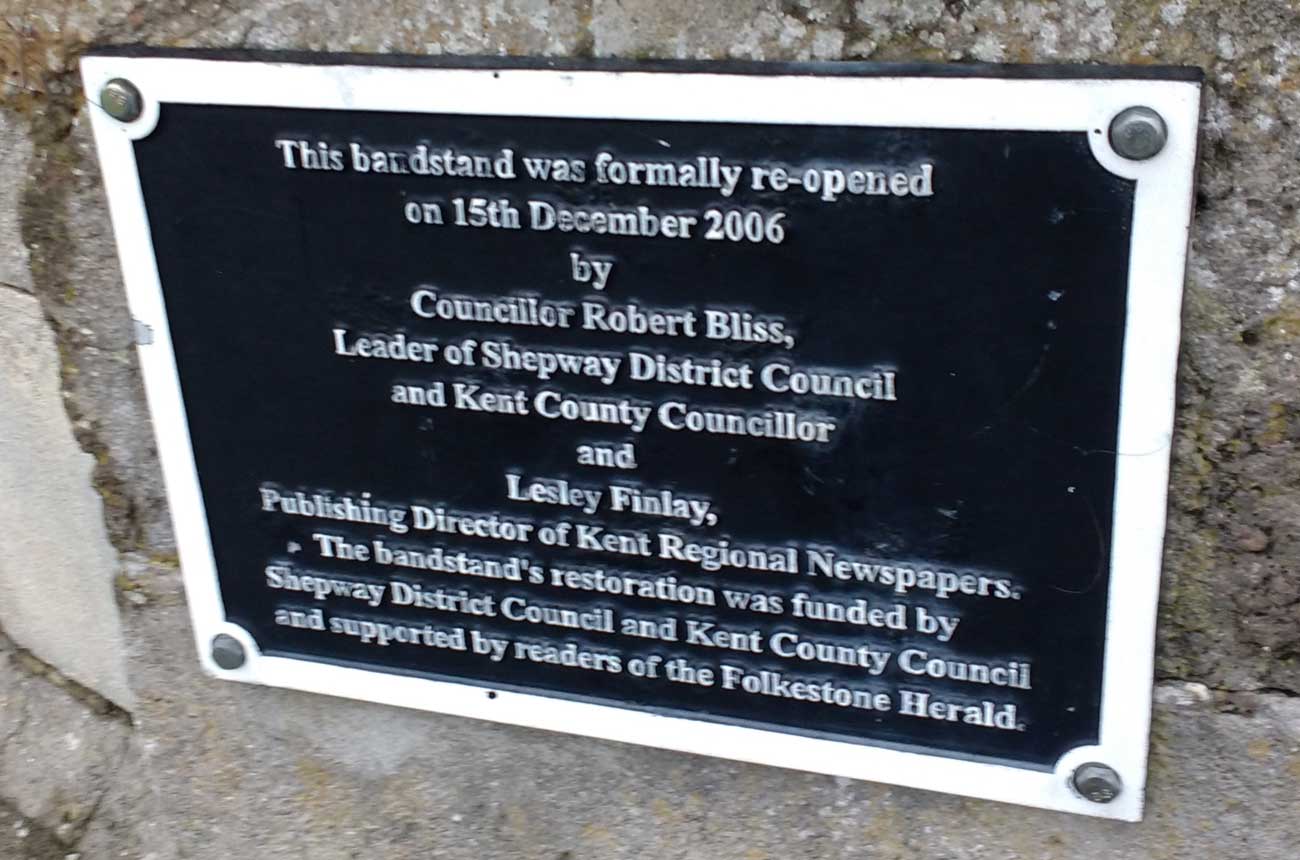 This bandstand was formally re-opened
on 15th December 2006
by
Councillor Robert Bliss,
Leader of Shepway District Council
and Kent County Councillor
and
Lesley Finlay,
Publishing Director of Kent Regional Newspapers.
The bandstand's restoration was funded by
Shepway District Council and Kent County Council
and supported by readers of the Folkestone Herald.